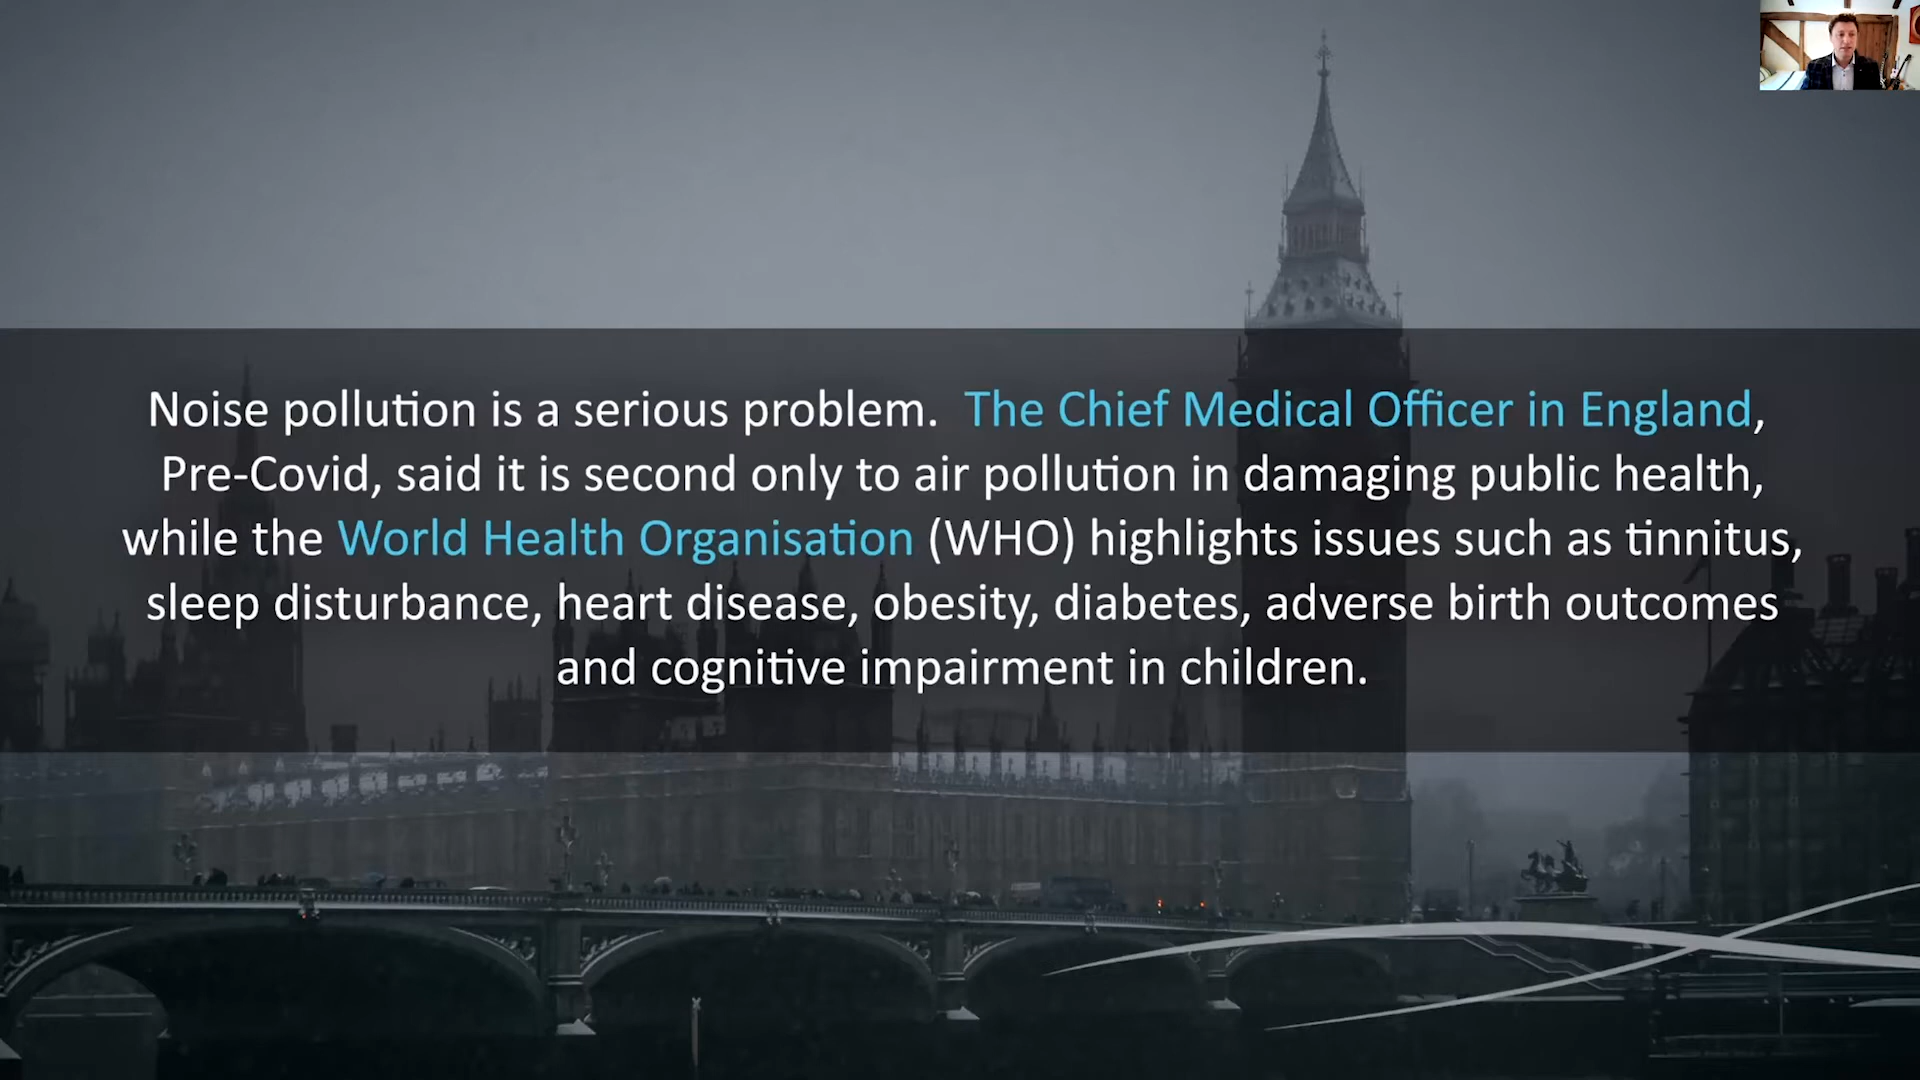 Noise pollution is a serious problem.  The Chief Medical Officer in England,
Pre-Covid, said it is second only to air pollution in damaging public health,
while the World Health Organisation (WHO) highlights issues such as tinnitus,
sleep disturbance, heart disease, obesity, diabetes, adverse birth outcomes
and cognitive impairment in children.